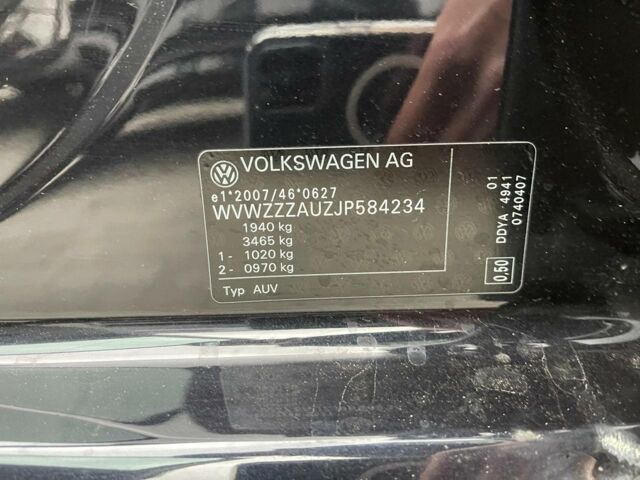 VOLKSWAGEN AG
e1*2007/46*0627
WVWZZZAUZJP584234
1940 kg
3465 kg
1 - 1020 kg
2 - 0970 kg
Typ AUV
01
DDYA 4941
0740407
0.50